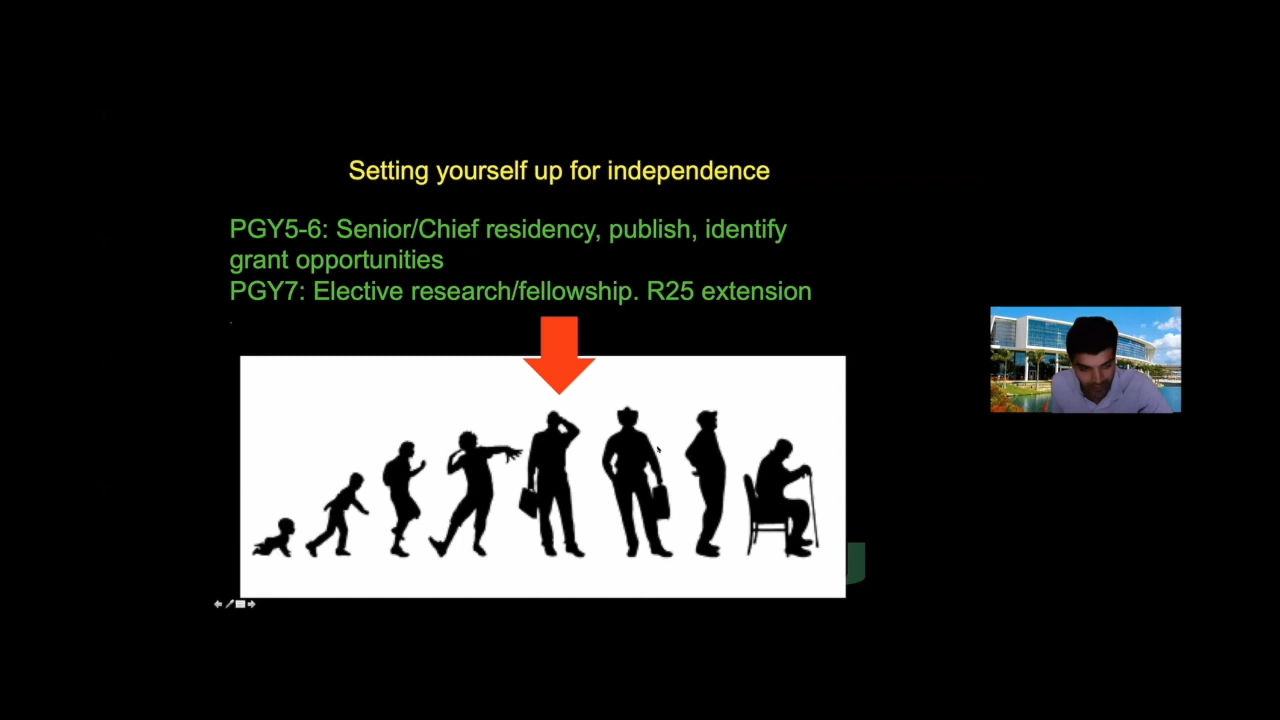 Setting yourself up for independence
PGY5-6: Senior/Chief residency, publish, identify
grant opportunities
PGY7: Elective research/fellowship. R25 extension